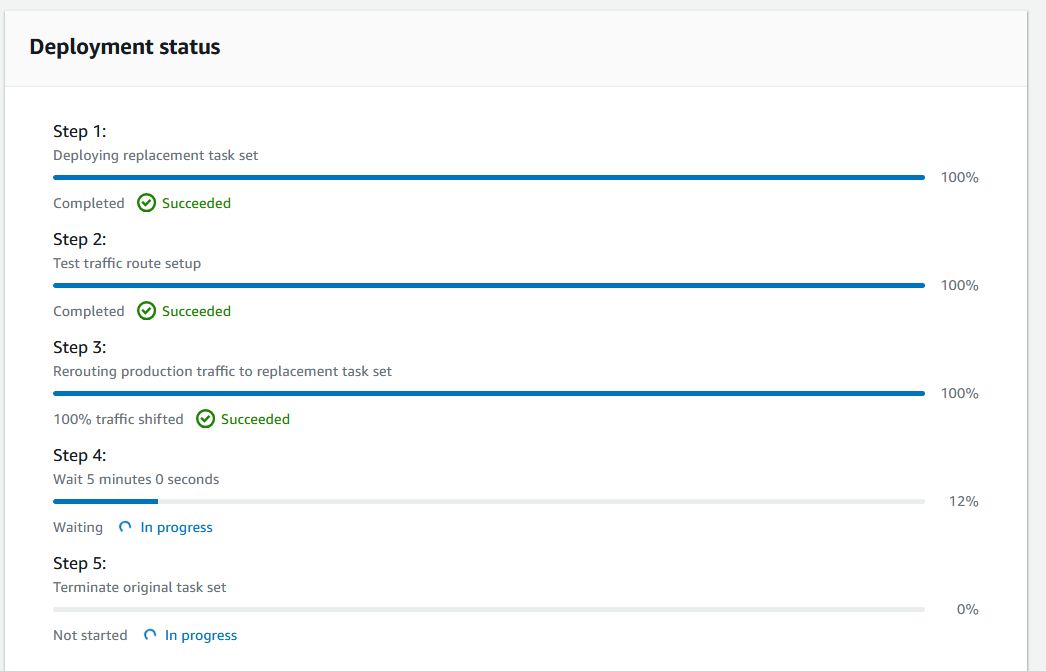 Deployment status
Step 1:
Deploying replacement task set
100%
Completed Succeeded
Step 2:
Test traffic route setup
100%
Completed Succeeded
Step 3:
Rerouting production traffic to replacement task set
100%
100% traffic shifted Succeeded
Step 4:
Wait 5 minutes 0 seconds
12%
Waiting In progress
Step 5:
Terminate original task set
0%
Not started In progress